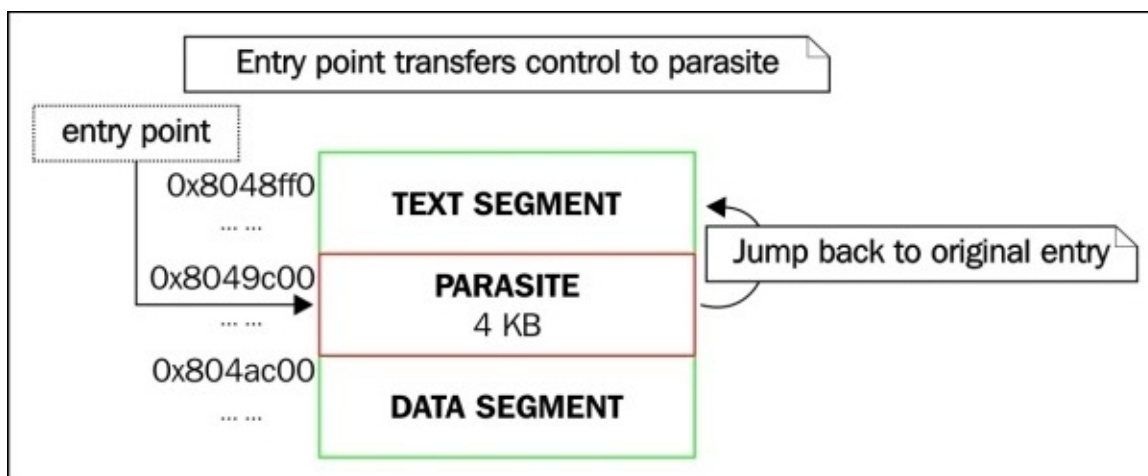 Entry point transfers control to parasite
entry point
0x8048ff0
... ...
TEXT SEGMENT
0x8049c00
... ...
PARASITE
4 KB
Jump back to original entry
0x804ac00
... ...
DATA SEGMENT